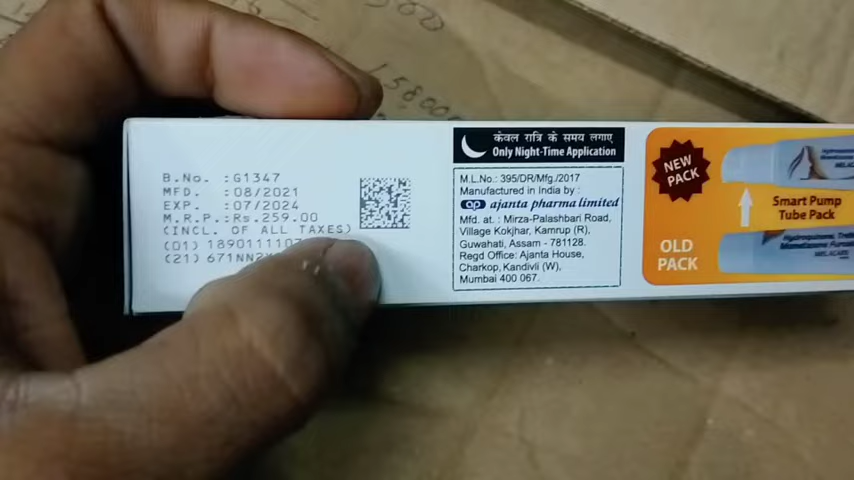 500
15800
B.No. :G1347
MFD. :08/2021
EXP. :07/2024
M.R.P.:Rs.259.00
(INCL. OF ALL TAXES)
(01) 1890111107
(21) 671NN2
केवल रात्रि के समय लगाए
Only Night-Time Application
M.L.No.: 395/DR/Mfg./2017
Manufactured in India by :
ap ajanta pharma limited
Mfd. at. : Mirza-Palashbari Road,
Village Kokjhar, Kamrup (R),
Guwahati, Assam - 781128.
Regd Office: Ajanta House,
Charkop, Kandivli (W),
Mumbai 400 067.
NEW
PACK
Smart Pump
Tube Pack
OLD
PACK